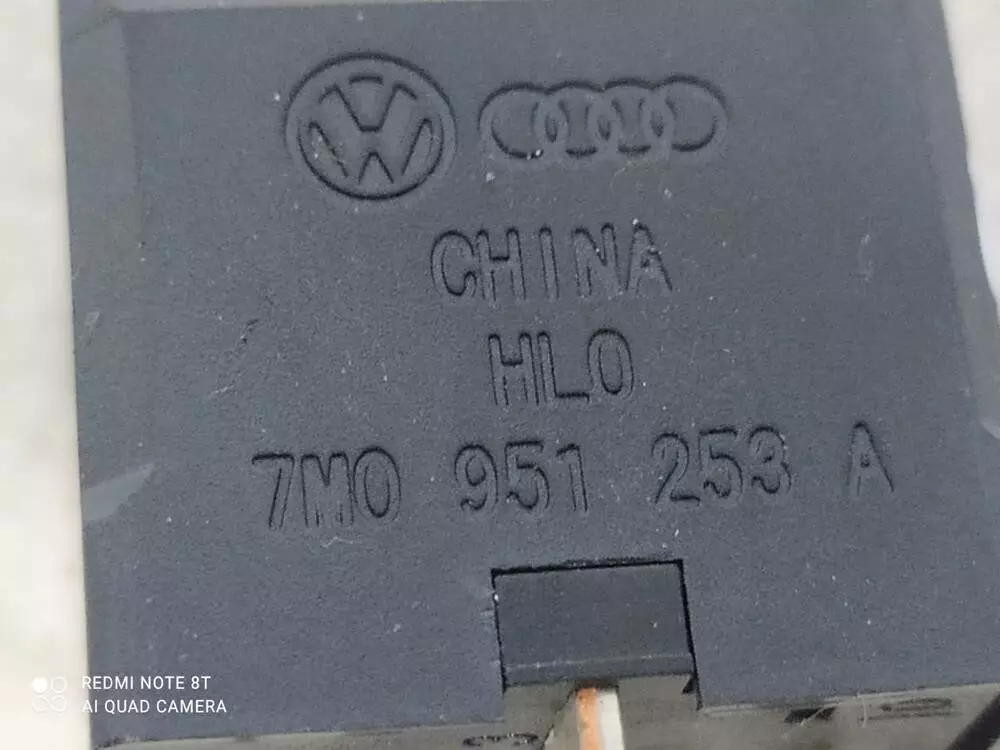 CHINA
HLO
7M0 951 253 A
REDMI NOTE 8T
AI QUAD CAMERA